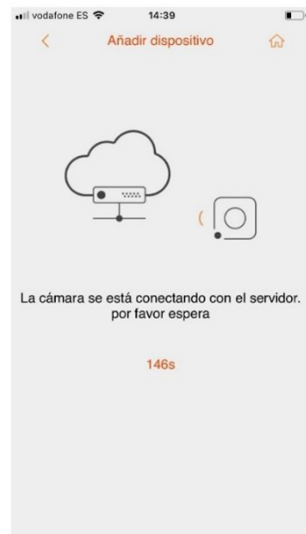 vodafone ES 14:39
Añadir dispositivo
La cámara se está conectando con el servidor.
por favor espera
146s